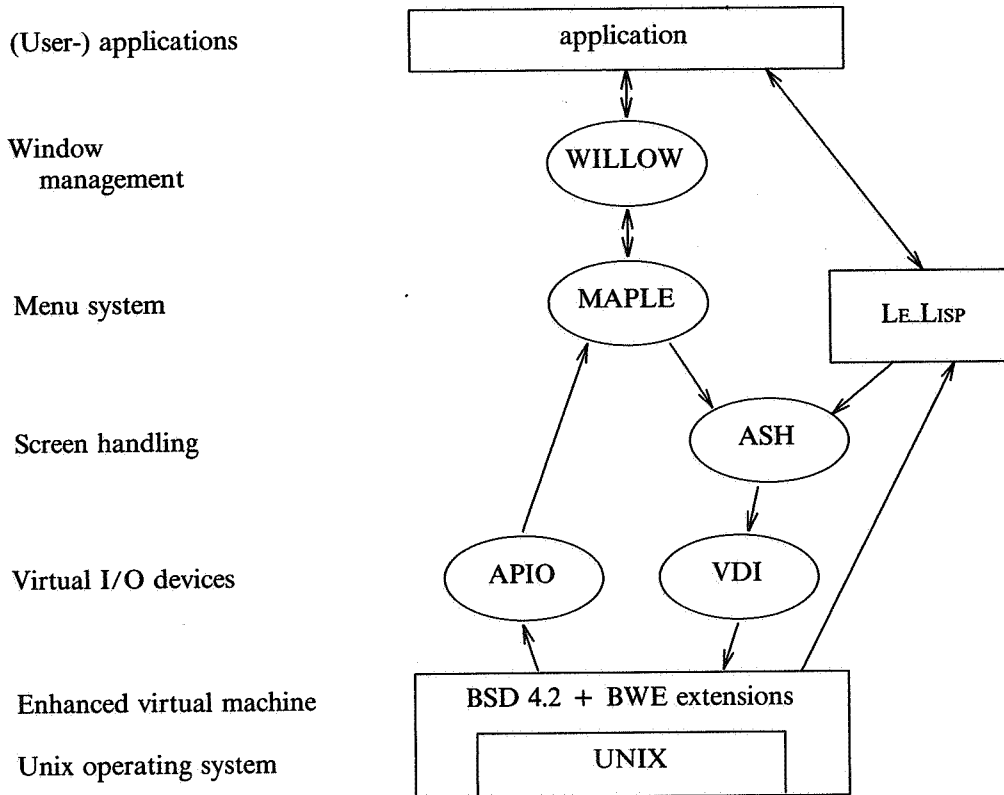 (User-) applications
application
Window
management
WILLOW
Menu system
MAPLE
LE_LISP
Screen handling
ASH
Virtual I/O devices
APIO
VDI
Enhanced virtual machine
BSD 4.2 + BWE extensions
Unix operating system
UNIX